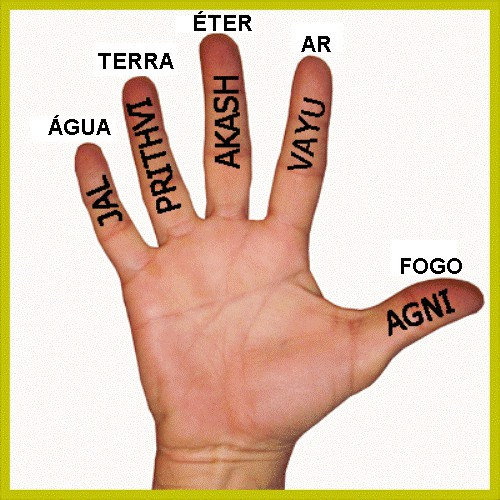 ÉTER
AR
TERRA
ÁGUA
AKASH
VAYU
PRITHVI
JAL
FOGO
AGNI